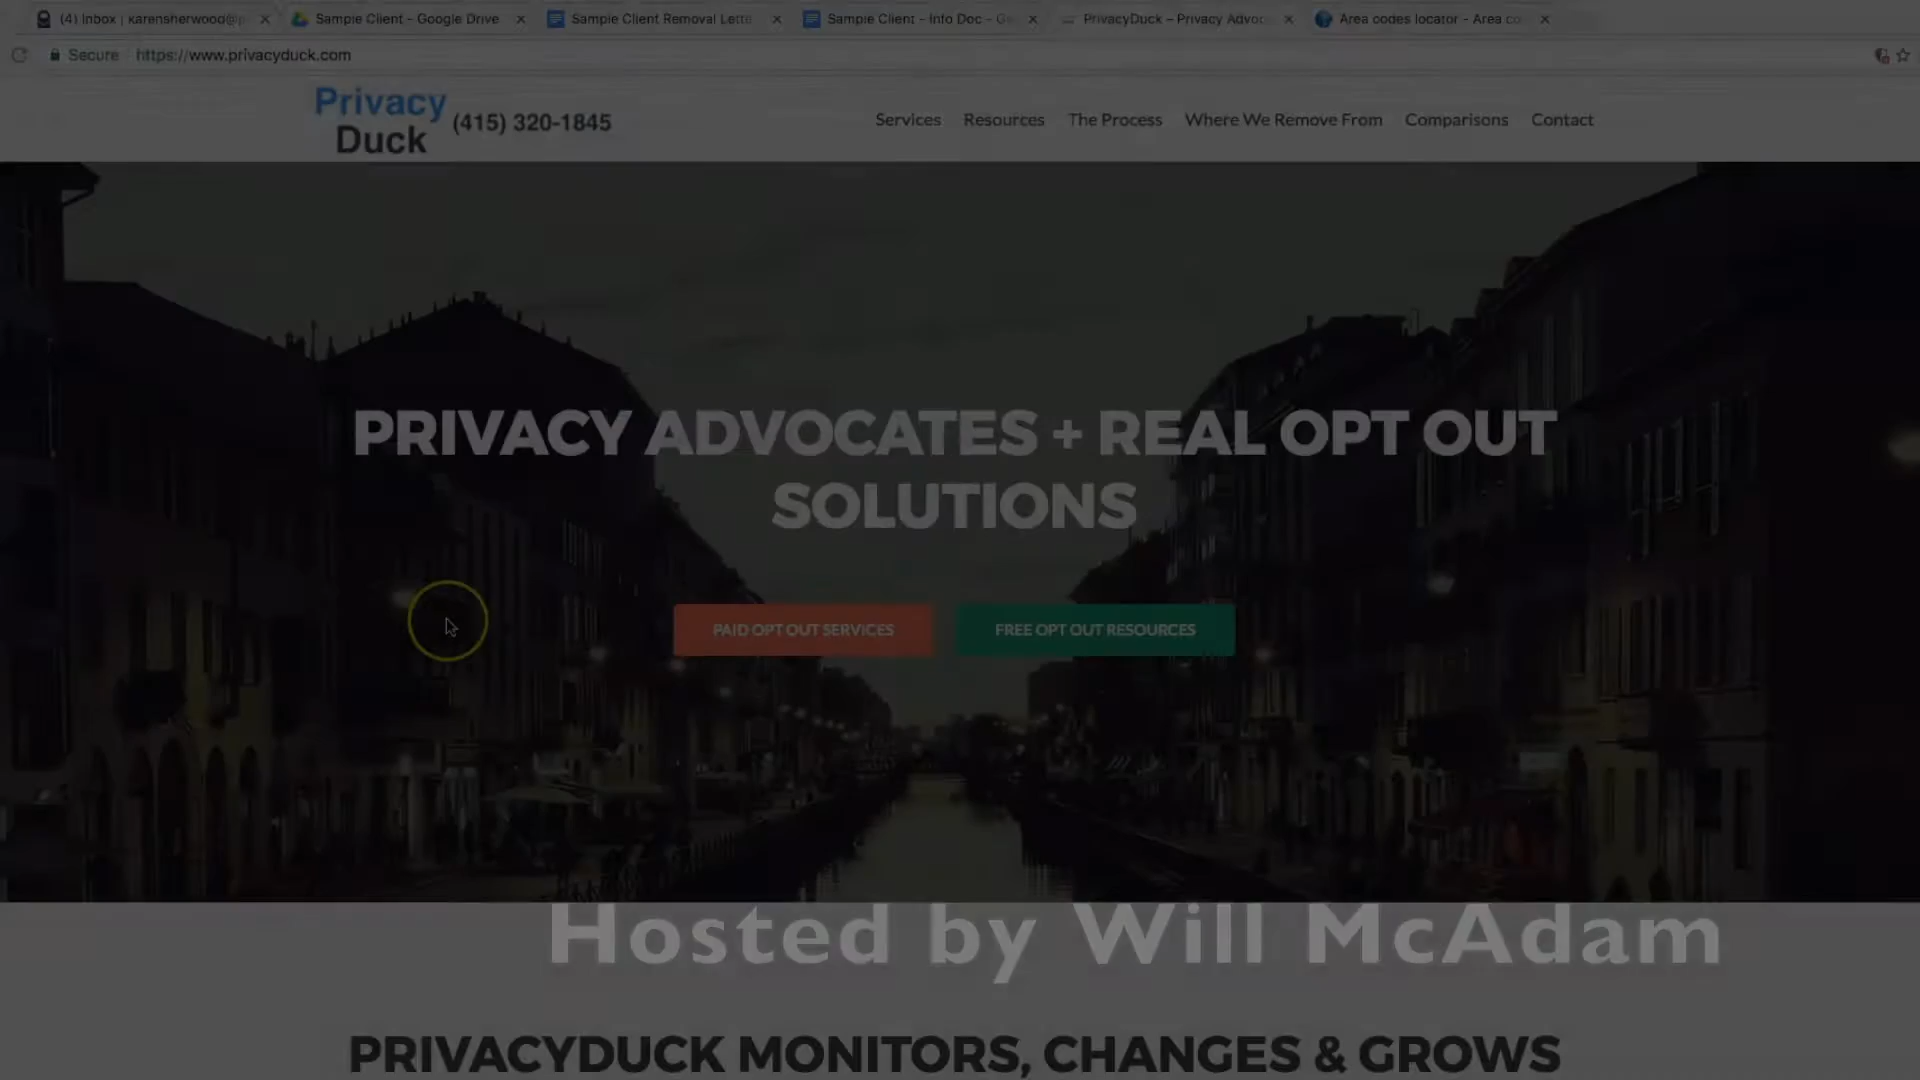 (4) Inbox | karensherwood@p
Sample Client - Google Drive
Sample Client Removal Lette
Sample Client - Info Doc - G
PrivacyDuck – Privacy Advoc
Area codes locator - Area co
Secure
https://www.privacyduck.com
Privacy
Duck
(415) 320-1845
Services
Resources
The Process
Where We Remove From
Comparisons
Contact
PRIVACY ADVOCATES + REAL OPT OUT
SOLUTIONS
PAID OPT OUT SERVICES
FREE OPT OUT RESOURCES
Hosted by Will McAdam
PRIVACYDUCK MONITORS, CHANGES & GROWS